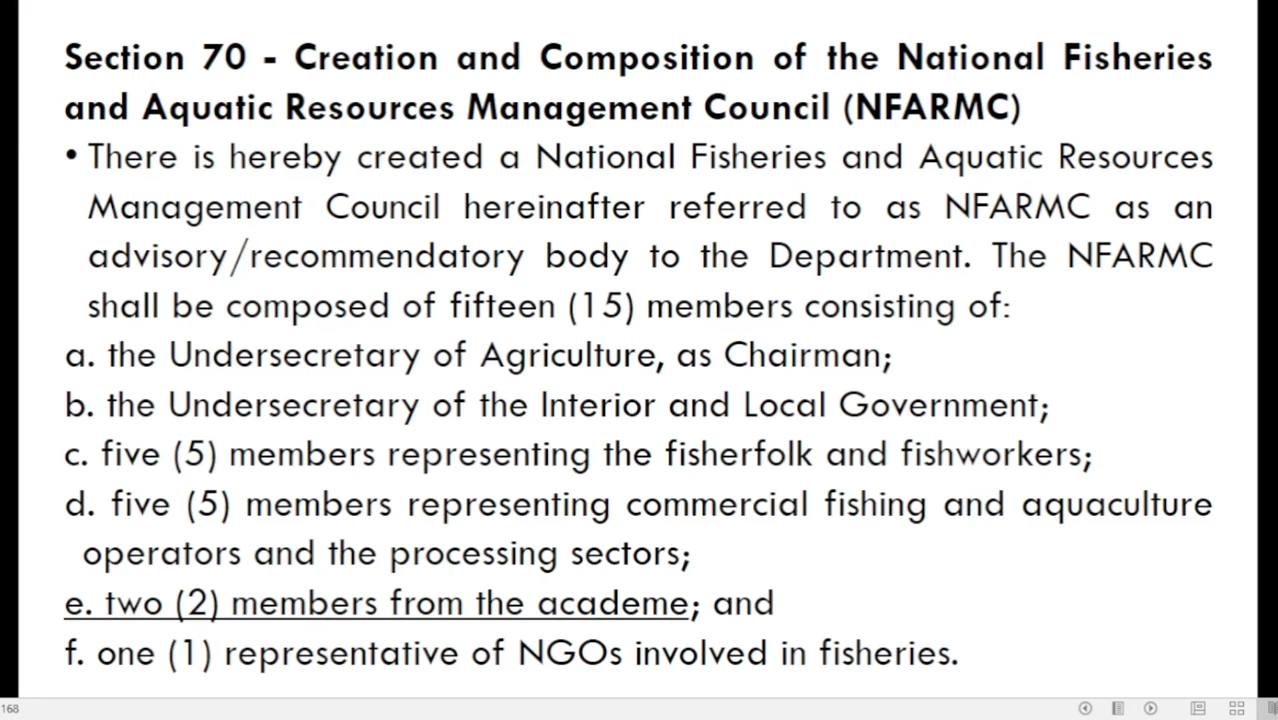 Section 70 - Creation and Composition of the National Fisheries
and Aquatic Resources Management Council (NFARMC)
• There is hereby created a National Fisheries and Aquatic Resources
Management Council hereinafter referred to as NFARMC as an
advisory/recommendatory body to the Department. The NFARMC
shall be composed of fifteen (15) members consisting of:
a. the Undersecretary of Agriculture, as Chairman;
b. the Undersecretary of the Interior and Local Government;
c. five (5) members representing the fisherfolk and fishworkers;
d. five (5) members representing commercial fishing and aquaculture
operators and the processing sectors;
e. two (2) members from the academe; and
f. one (1) representative of NGOs involved in fisheries.
168